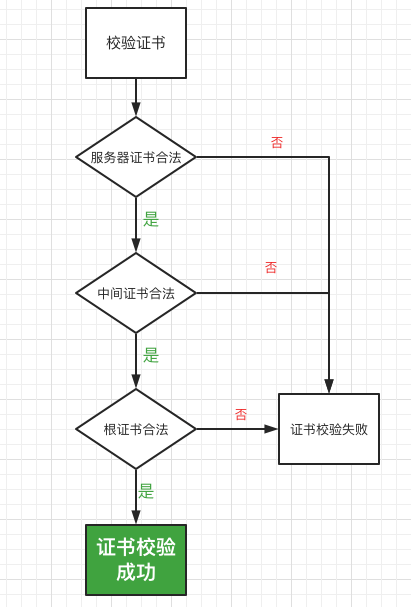 校验证书
否
服务器证书合法
是
否
中间证书合法
是
否
根证书合法
证书校验失败
是
证书校验
成功